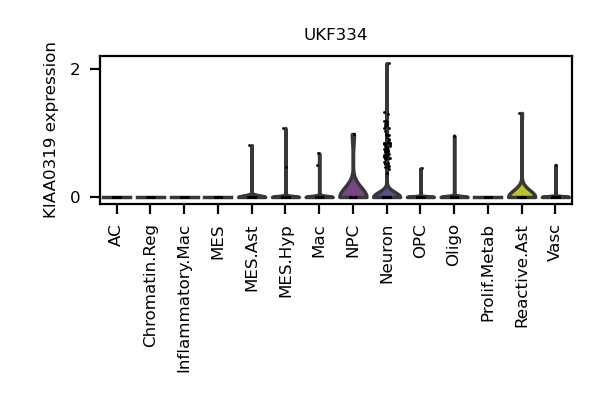 UKF334
KIAA0319 expression
2
0
AC
Chromatin.Reg
Inflammatory.Mac
MES
MES.Ast
MES.Hyp
Mac
NPC
Neuron
OPC
Oligo
Prolif.Metab
Reactive.Ast
Vasc